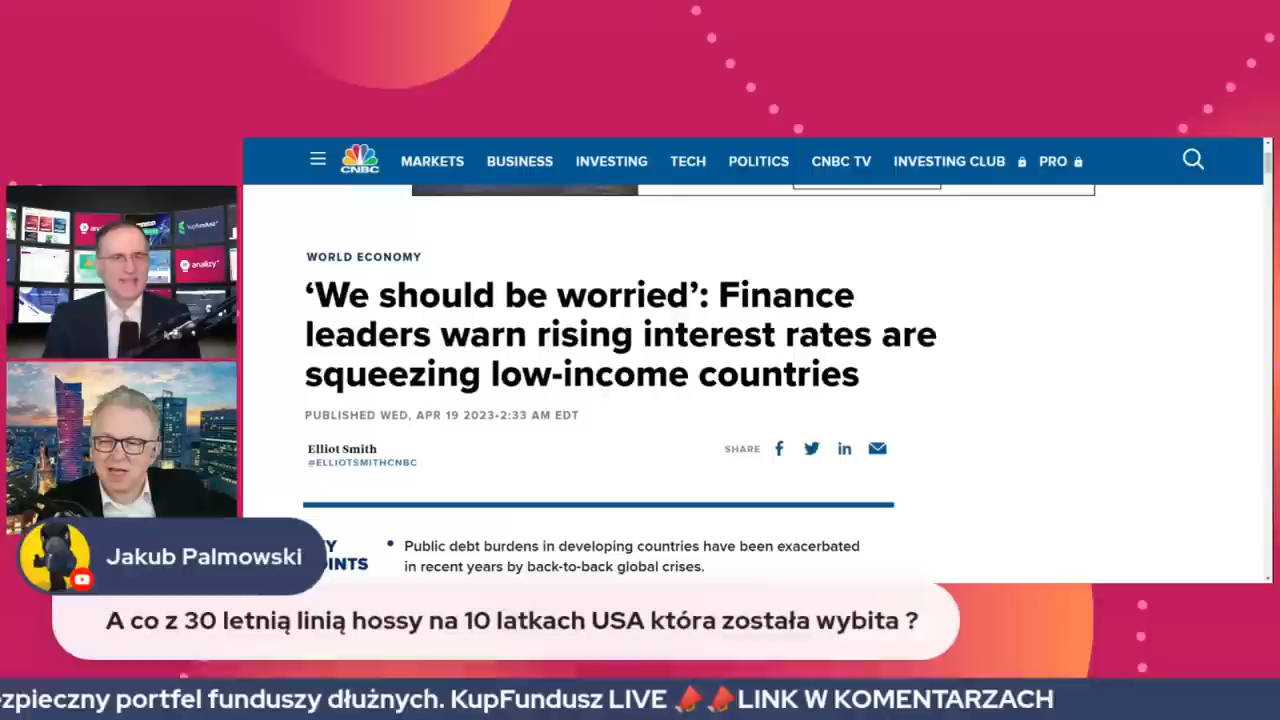 CNBC
MARKETS BUSINESS INVESTING TECH POLITICS CNBC TV INVESTING CLUB PRO
WORLD ECONOMY
‘We should be worried’: Finance
leaders warn rising interest rates are
squeezing low-income countries
PUBLISHED WED, APR 19 2023•2:33 AM EDT
Elliot Smith
@ELLIOTSMITHCNBC
SHARE
Public debt burdens in developing countries have been exacerbated
in recent years by back-to-back global crises.
kupfundusz
analizy
Jakub Palmowski
A co z 30 letnią linią hossy na 10 latkach USA która została wybita ?
portfel funduszy dłużnych. KupFundusz LIVE LINK W KOMENTARZACH